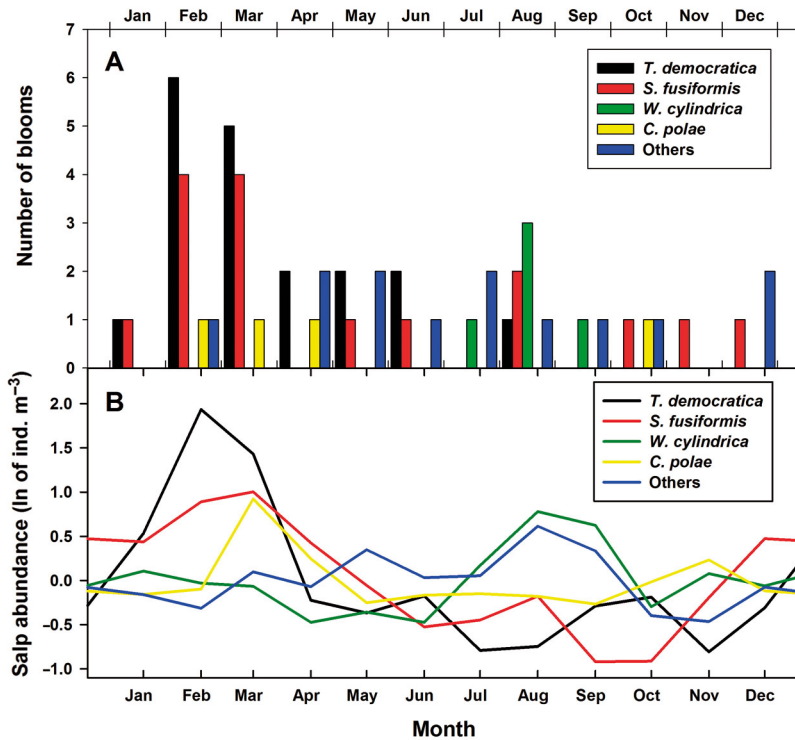 Jan Feb Mar Apr May Jun Jul Aug Sep Oct Nov Dec
7
A
T. democratica
S. fusiformis
W. cylindrica
C. polae
Others
6
5
4
3
2
1
0
Number of blooms
B
T. democratica
S. fusiformis
W. cylindrica
C. polae
Others
2.0
1.5
1.0
0.5
0.0
−0.5
−1.0
Salp abundance (ln of ind. m⁻³)
Jan Feb Mar Apr May Jun Jul Aug Sep Oct Nov Dec
Month